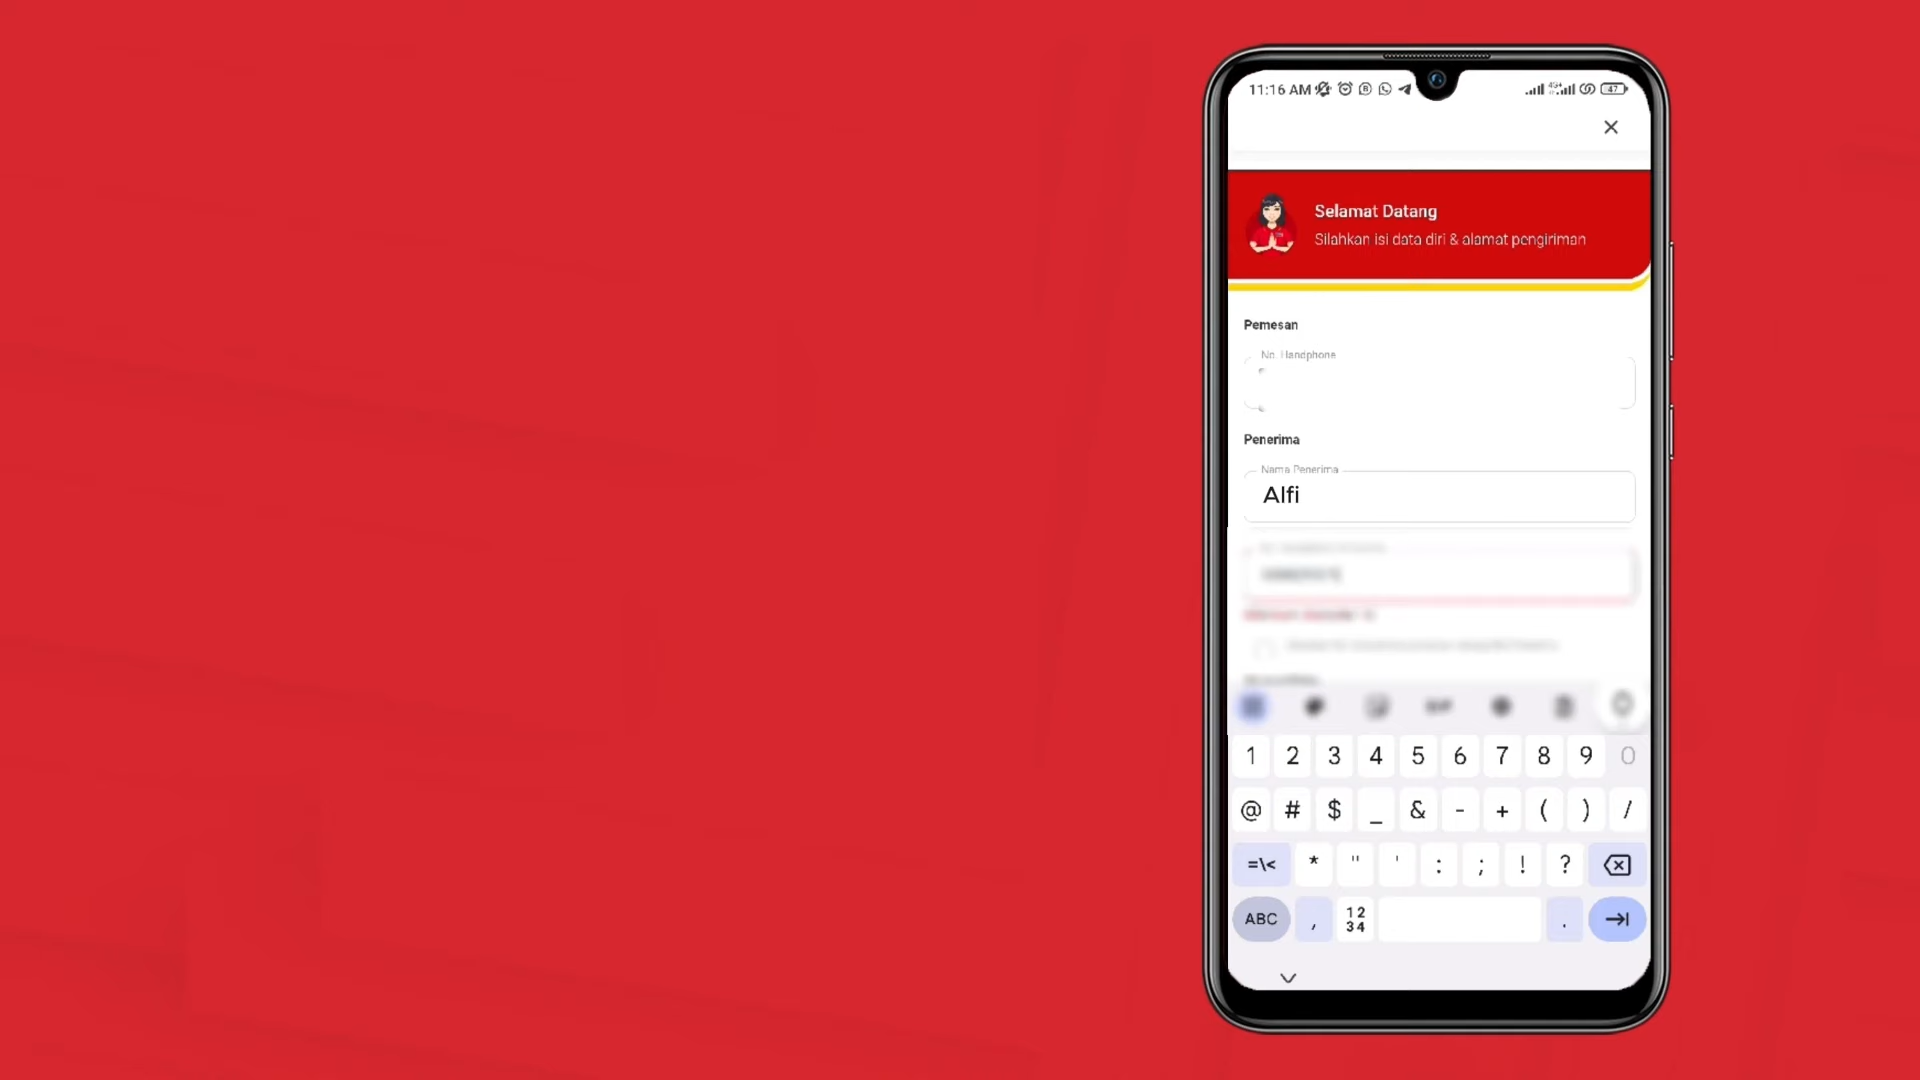 11:16 AM
47
Selamat Datang
Silahkan isi data diri & alamat pengiriman
Pemesan
No. Handphone
Penerima
Nama Penerima
Alfi
1 2 3 4 5 6 7 8 9 0
@ # $ _ & - + ( ) /
=\< * " ' : ; ! ?
ABC , 12 .
34